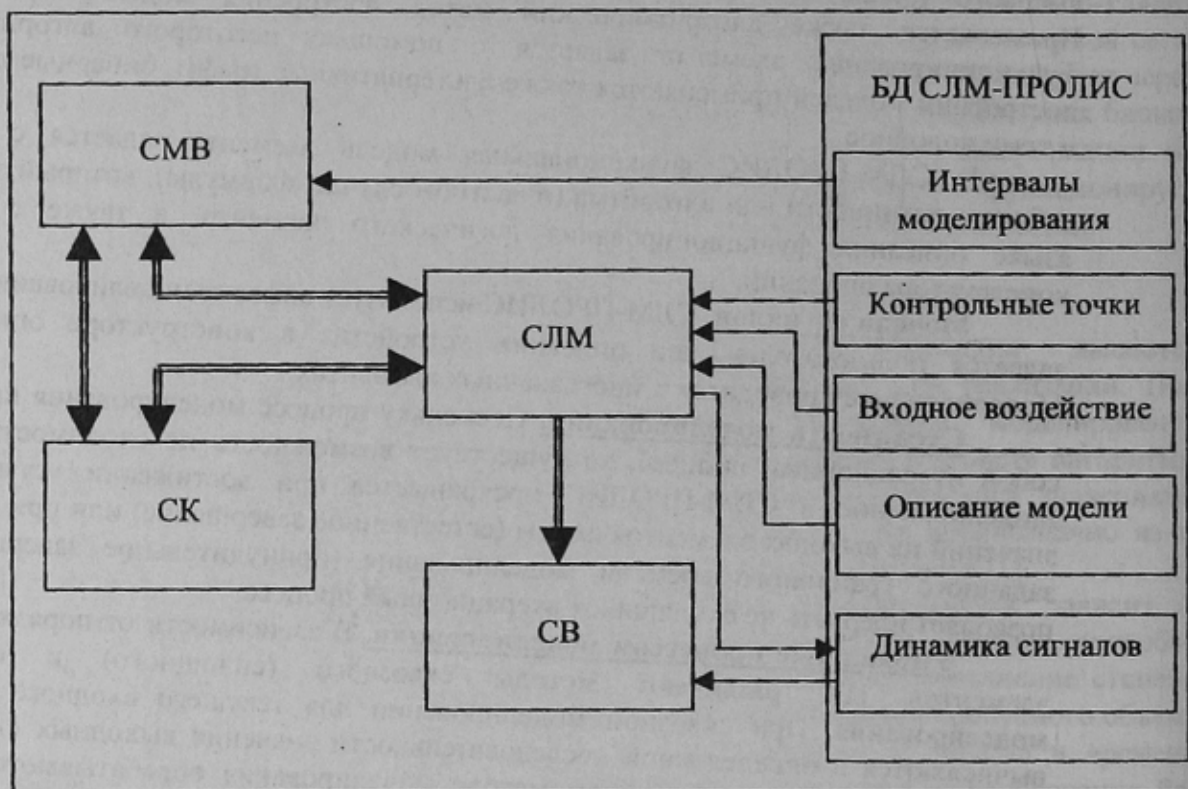 СМВ
БД СЛМ-ПРОЛИС
Интервалы
моделирования
Контрольные точки
СЛМ
Входное воздействие
СК
Описание модели
СВ
Динамика сигналов